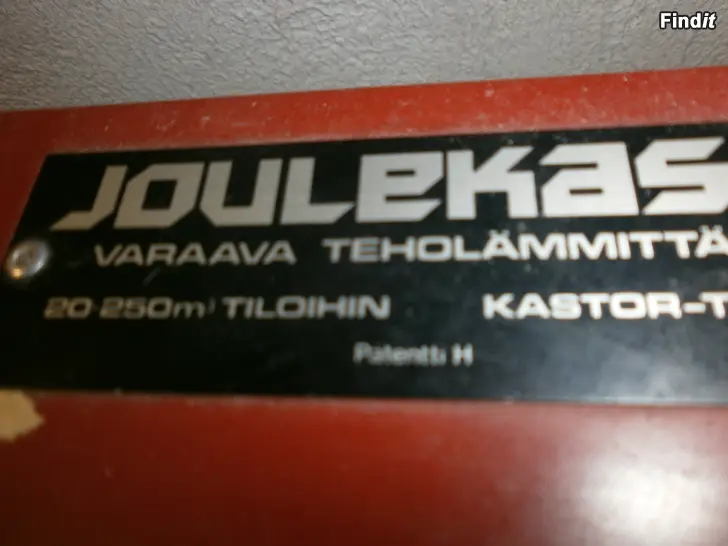 Findit
JOULEKAS
VARAAVA TEHOLÄMMITTÄ
20-250m³ TILOIHIN KASTOR-T
Patentti H